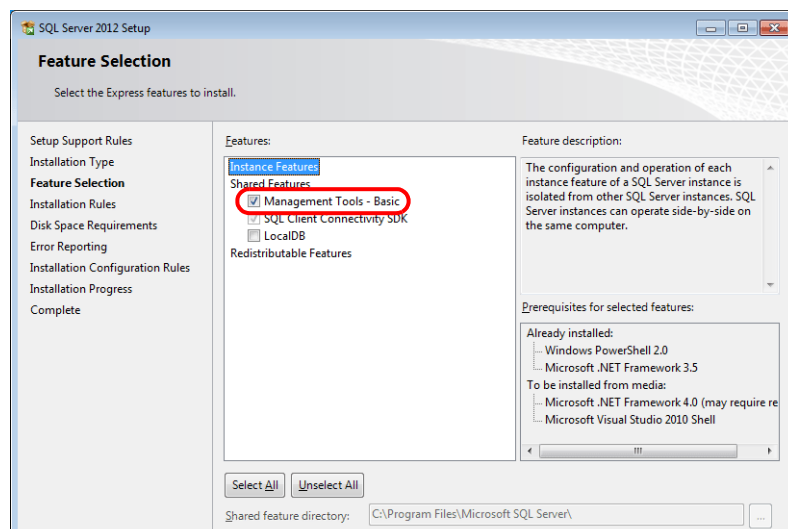 SQL Server 2012 Setup
Feature Selection
Select the Express features to install.
Setup Support Rules
Installation Type
Feature Selection
Installation Rules
Disk Space Requirements
Error Reporting
Installation Configuration Rules
Installation Progress
Complete
Features:
Instance Features
Shared Features
Management Tools - Basic
SQL Client Connectivity SDK
LocalDB
Redistributable Features
Select All
Unselect All
Feature description:
The configuration and operation of each
instance feature of a SQL Server instance is
isolated from other SQL Server instances. SQL
Server instances can operate side-by-side on
the same computer.
Prerequisites for selected features:
Already installed:
Windows PowerShell 2.0
Microsoft .NET Framework 3.5
To be installed from media:
Microsoft .NET Framework 4.0 (may require re
Microsoft Visual Studio 2010 Shell
Shared feature directory: C:\Program Files\Microsoft SQL Server\ ...